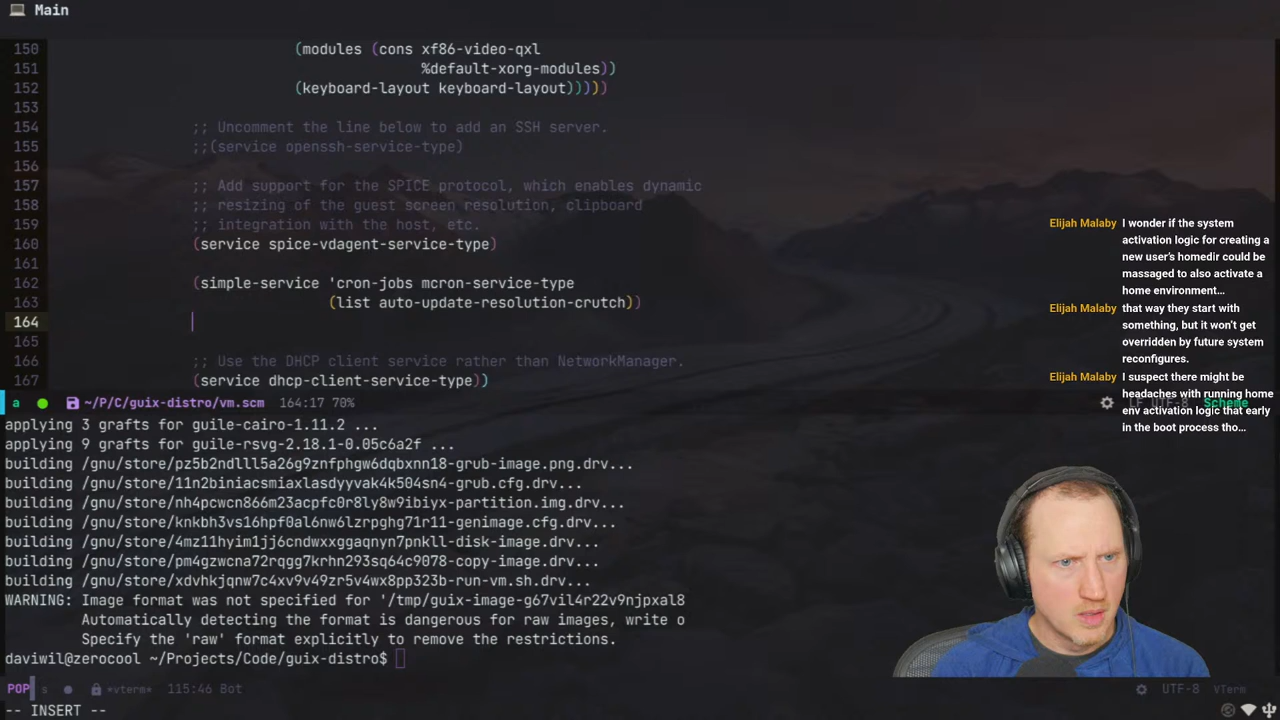 Main
150 (modules (cons xf86-video-qxl
151 %default-xorg-modules))
152 (keyboard-layout keyboard-layout)))))
153
154 ;; Uncomment the line below to add an SSH server.
155 ;;(service openssh-service-type)
156
157 ;; Add support for the SPICE protocol, which enables dynamic
158 ;; resizing of the guest screen resolution, clipboard
159 ;; integration with the host, etc.
160 (service spice-vdagent-service-type)
161
162 (simple-service 'cron-jobs mcron-service-type
163 (list auto-update-resolution-crutch))
164
165
166 ;; Use the DHCP client service rather than NetworkManager.
167 (service dhcp-client-service-type))
a ~/P/C/guix-distro/vm.scm 164:17 70% LF UTF-8 Scheme
Elijah Malaby I wonder if the system
activation logic for creating a
new user's homedir could be
massaged to also activate a
home environment…
Elijah Malaby that way they start with
something, but it won't get
overridden by future system
reconfigures.
Elijah Malaby I suspect there might be
headaches with running home
env activation logic that early
in the boot process tho…
applying 3 grafts for guile-cairo-1.11.2 ...
applying 9 grafts for guile-rsvg-2.18.1-0.05c6a2f ...
building /gnu/store/pz5b2ndlll5a26g9znfphgw6dqbxnn18-grub-image.png.drv...
building /gnu/store/11n2biniacsmiaxlasdyyvak4k504sn4-grub.cfg.drv...
building /gnu/store/nh4pcwcn866m23acpfc0r8ly8w9ibiyx-partition.img.drv...
building /gnu/store/knkbh3vs16hpf0al6nw6lzrpghg71r11-genimage.cfg.drv...
building /gnu/store/4mz11hyim1jj6cndwxxggaqnyn7pnkll-disk-image.drv...
building /gnu/store/pm4gzwcna72rqgg7krhn293sq64c9078-copy-image.drv...
building /gnu/store/xdvhkjqnw7c4xv9v49zr5v4wx8pp323b-run-vm.sh.drv...
WARNING: Image format was not specified for '/tmp/guix-image-g67vil4r22v9njpxal8
Automatically detecting the format is dangerous for raw images, write o
Specify the 'raw' format explicitly to remove the restrictions.
daviwil@zerocool ~/Projects/Code/guix-distro$
POP s *vterm* 115:46 Bot UTF-8 VTerm
-- INSERT --